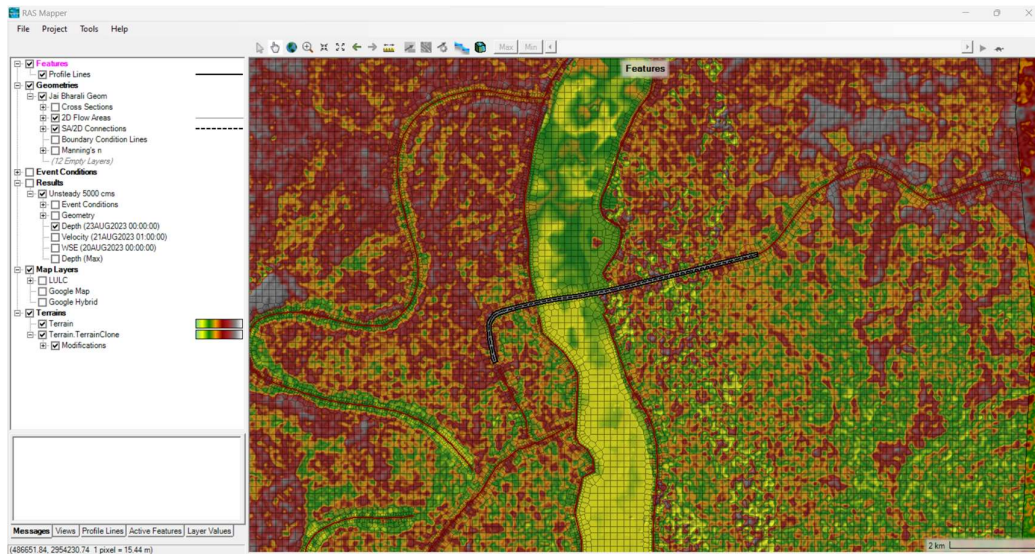 RAS Mapper
File Project Tools Help
Max Min
Features
Profile Lines
Geometries
Jai Bharali Geom
Cross Sections
2D Flow Areas
SA/2D Connections
Boundary Condition Lines
Manning's n
(12 Empty Layers)
Event Conditions
Results
Unsteady 5000 cms
Event Conditions
Geometry
Depth (23AUG2023 00:00:00)
Velocity (21AUG2023 01:00:00)
WSE (20AUG2023 00:00:00)
Depth (Max)
Map Layers
LULC
Google Map
Google Hybrid
Terrains
Terrain
Terrain.TerrainClone
Modifications
Features
2 km
Messages Views Profile Lines Active Features Layer Values
(486651.84, 2954230.74 1 pixel = 15.44 m)